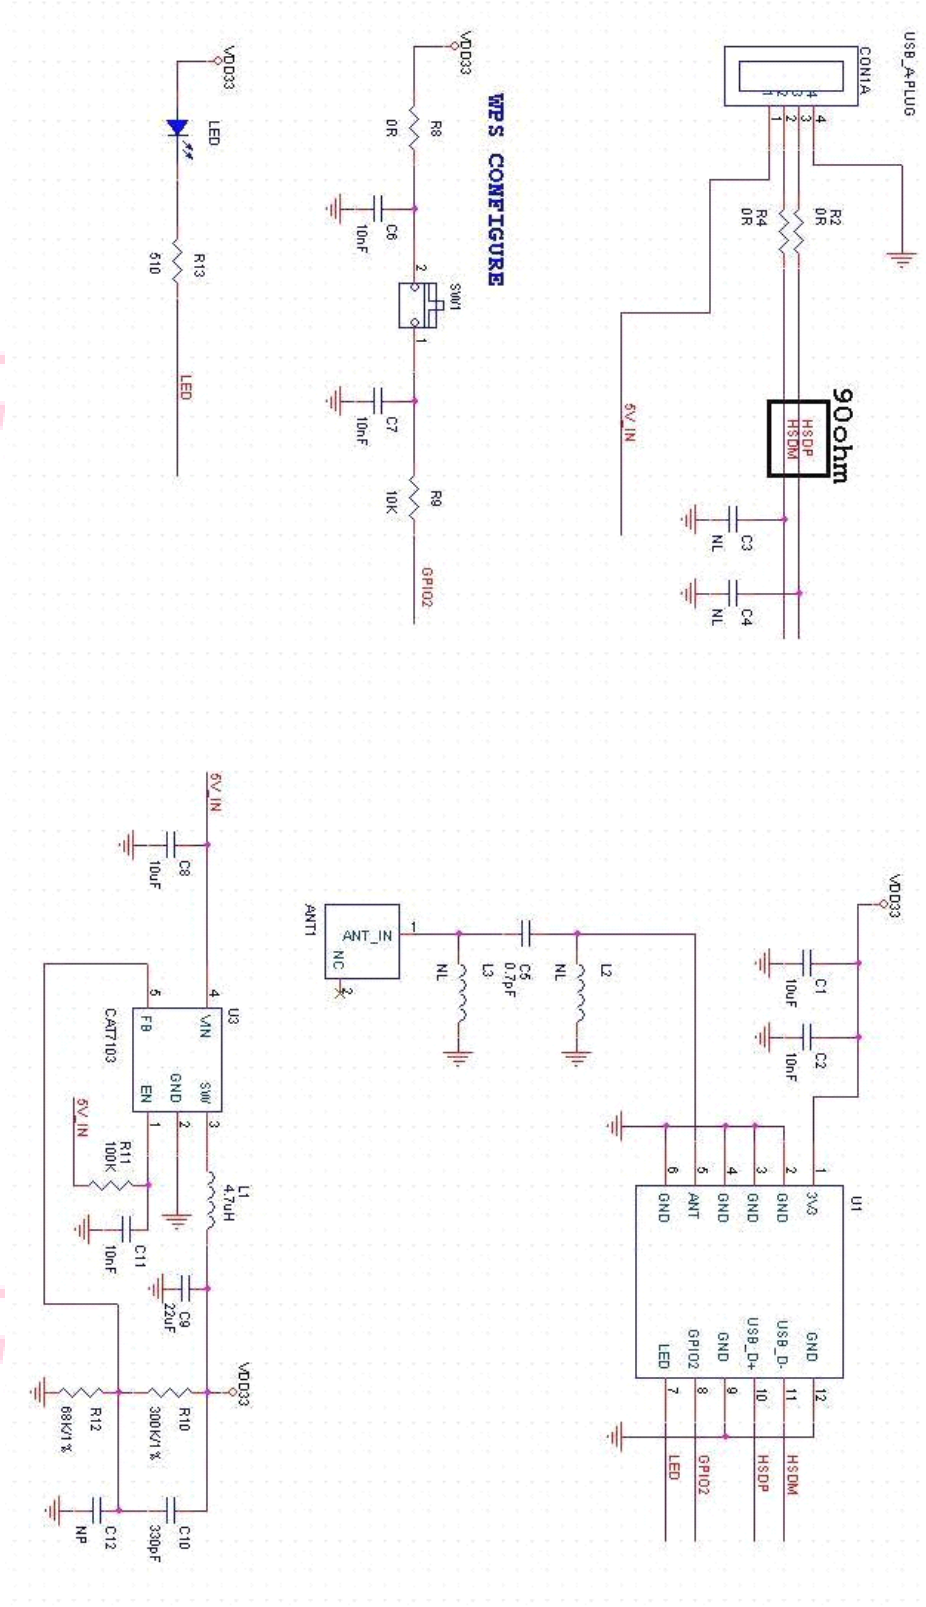 USB_A-PLUG
CON1A
1
2
3
4
1
2
3
4
R2
0R
R4
0R
90ohm
HSDP
HSDM
5V_IN
C3
NL
C4
NL
WPS CONFIGURE
VDD33
R8
0R
C6
10nF
2
SW1
1
C7
10nF
R9
10K
GPIO2
VDD33
LED
R13
510
LED
VDD33
C1
10uF
C2
10nF
U1
1
3V3
2
GND
3
GND
4
GND
5
ANT
6
GND
GND
12
USB_D-
11
USB_D+
10
GND
9
GPIO2
8
LED
7
HSDM
HSDP
GPIO2
LED
ANT1
ANT_IN
1
NC
2
L3
NL
C5
0.7pF
L2
NL
5V_IN
C8
10uF
U3
CAT7103
4
VIN
5
FB
SW
3
GND
2
EN
1
5V_IN
R11
100K
C11
10nF
L1
4.7uH
C9
22uF
VDD33
R10
300K/1%
R12
68K/1%
C10
330pF
C12
NP